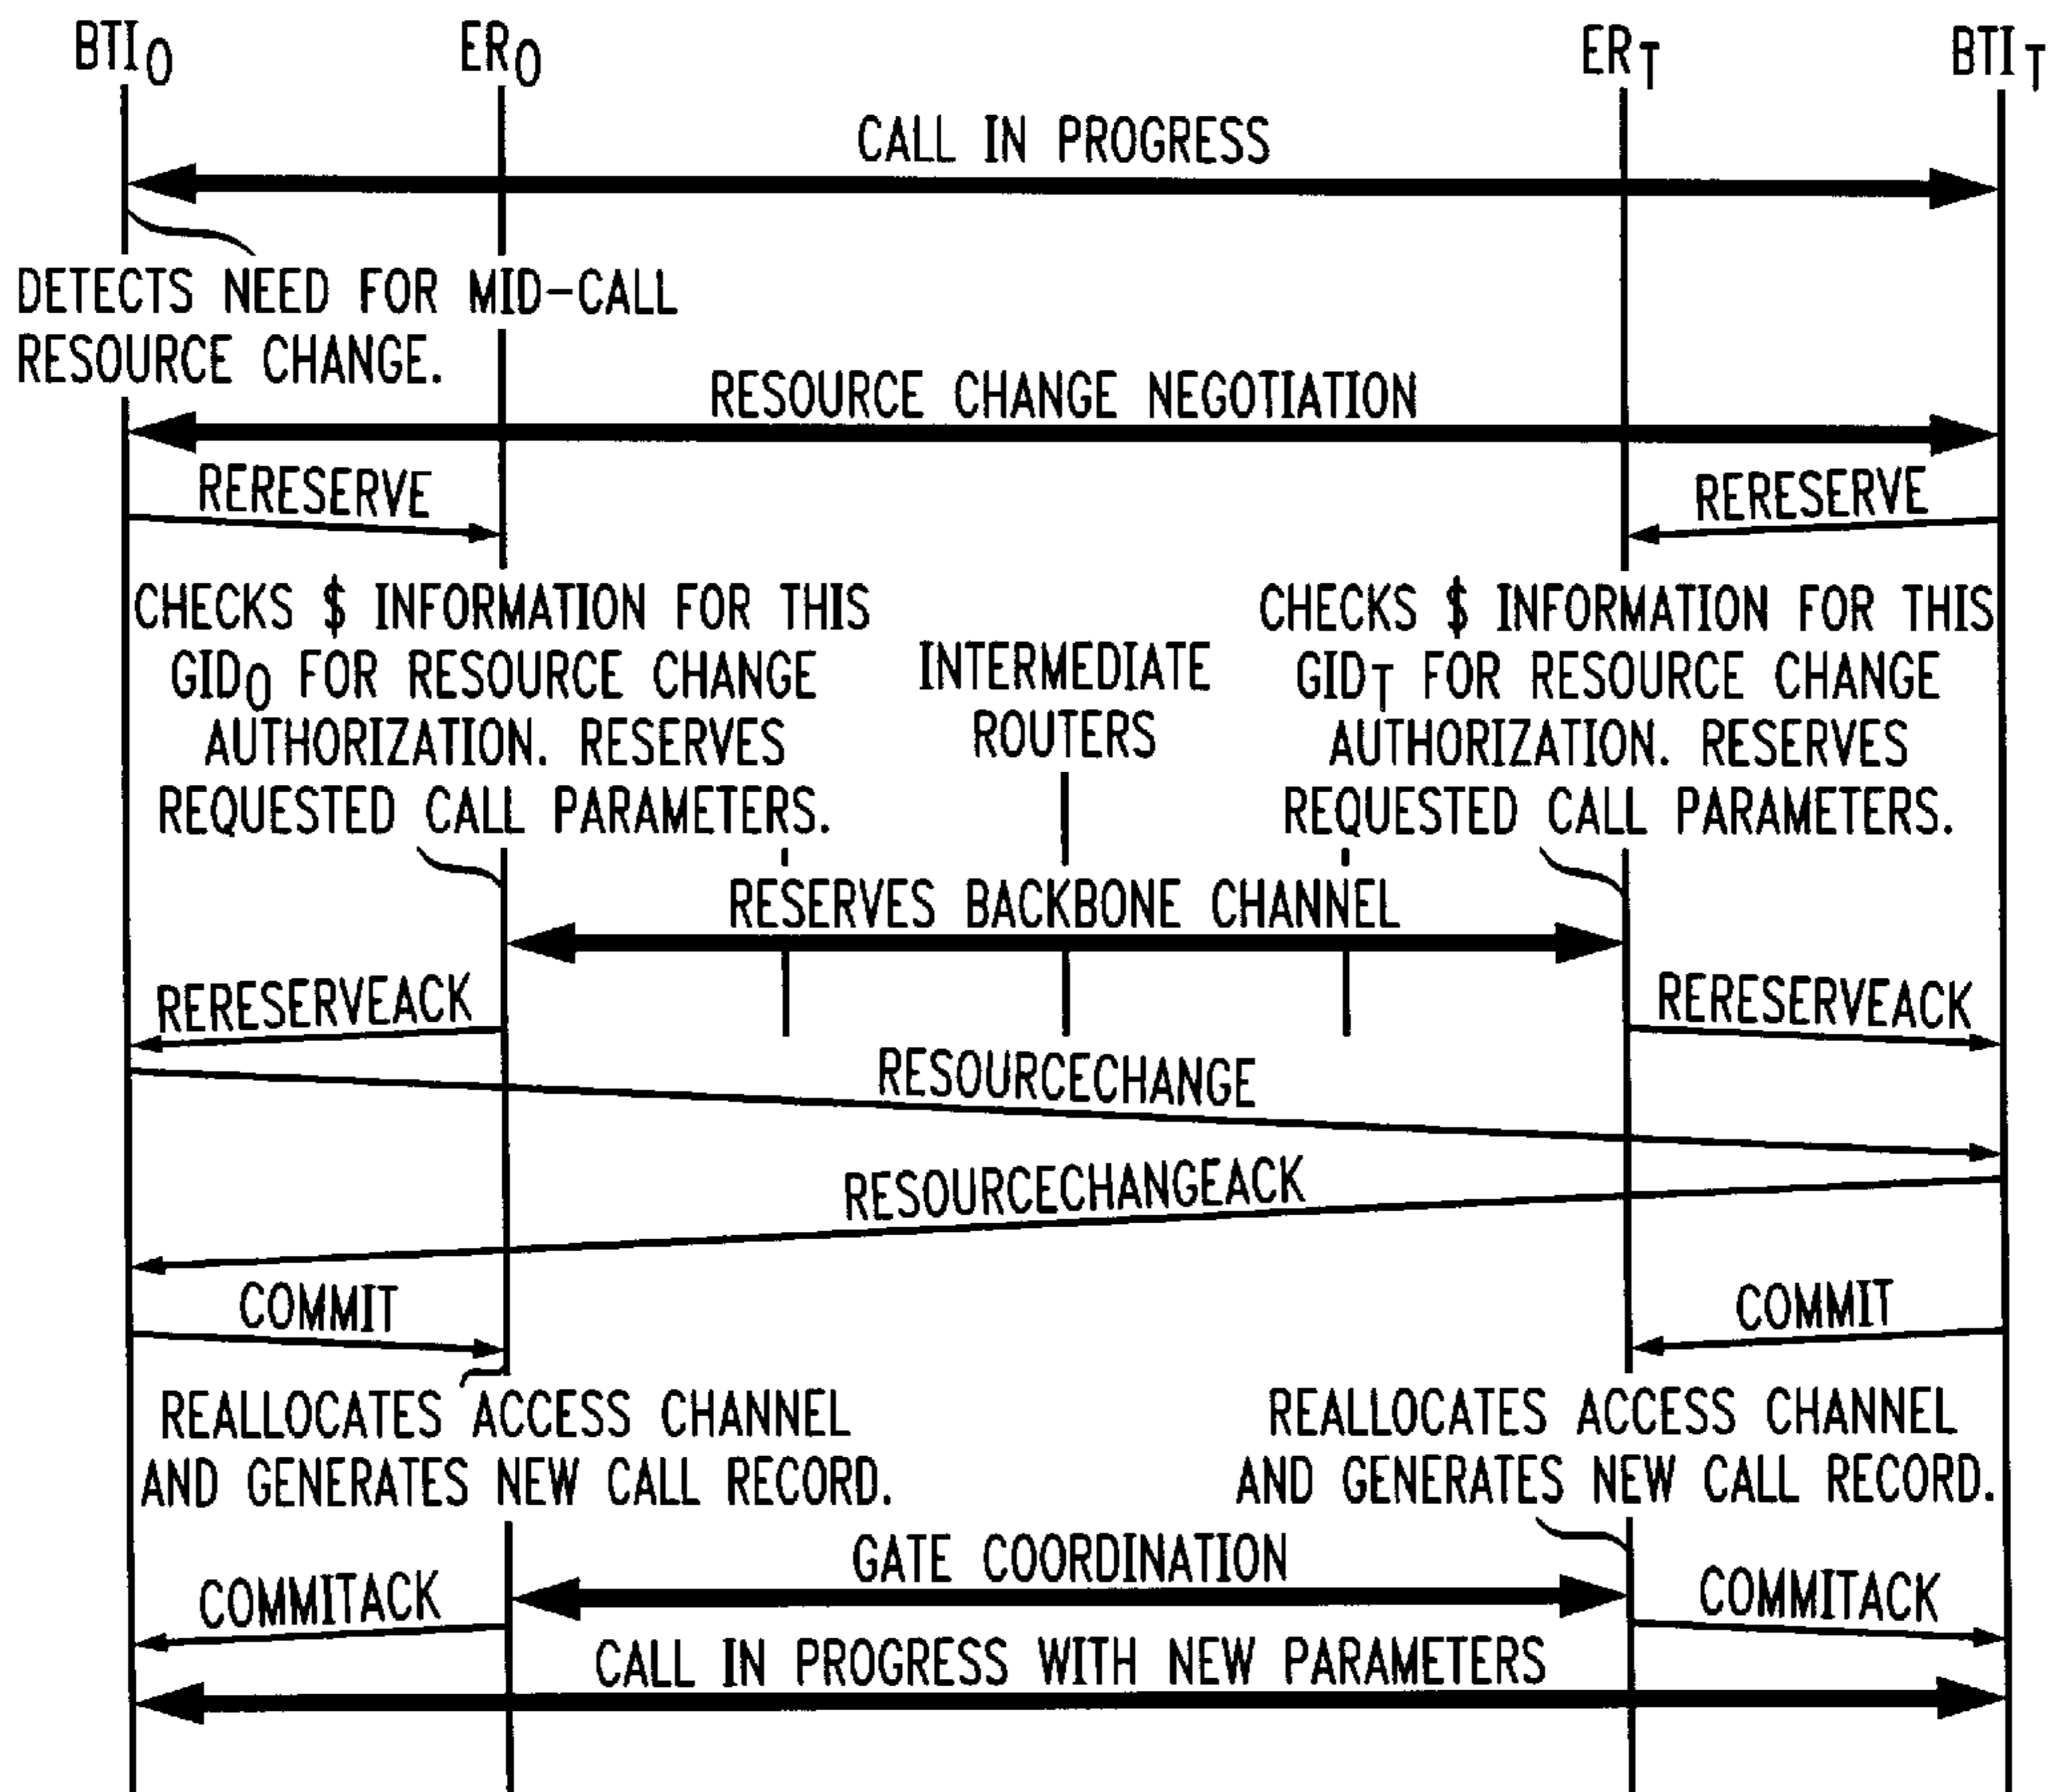 BTIO ERO ERT BTIT
CALL IN PROGRESS
DETECTS NEED FOR MID-CALL
RESOURCE CHANGE.
RESOURCE CHANGE NEGOTIATION
RERESERVE RERESERVE
CHECKS $ INFORMATION FOR THIS
GIDO FOR RESOURCE CHANGE
AUTHORIZATION. RESERVES
REQUESTED CALL PARAMETERS.
INTERMEDIATE
ROUTERS
CHECKS $ INFORMATION FOR THIS
GIDT FOR RESOURCE CHANGE
AUTHORIZATION. RESERVES
REQUESTED CALL PARAMETERS.
RESERVES BACKBONE CHANNEL
RERESERVEACK RERESERVEACK
RESOURCECHANGE
RESOURCECHANGEACK
COMMIT COMMIT
REALLOCATES ACCESS CHANNEL
AND GENERATES NEW CALL RECORD.
REALLOCATES ACCESS CHANNEL
AND GENERATES NEW CALL RECORD.
GATE COORDINATION
COMMITACK COMMITACK
CALL IN PROGRESS WITH NEW PARAMETERS